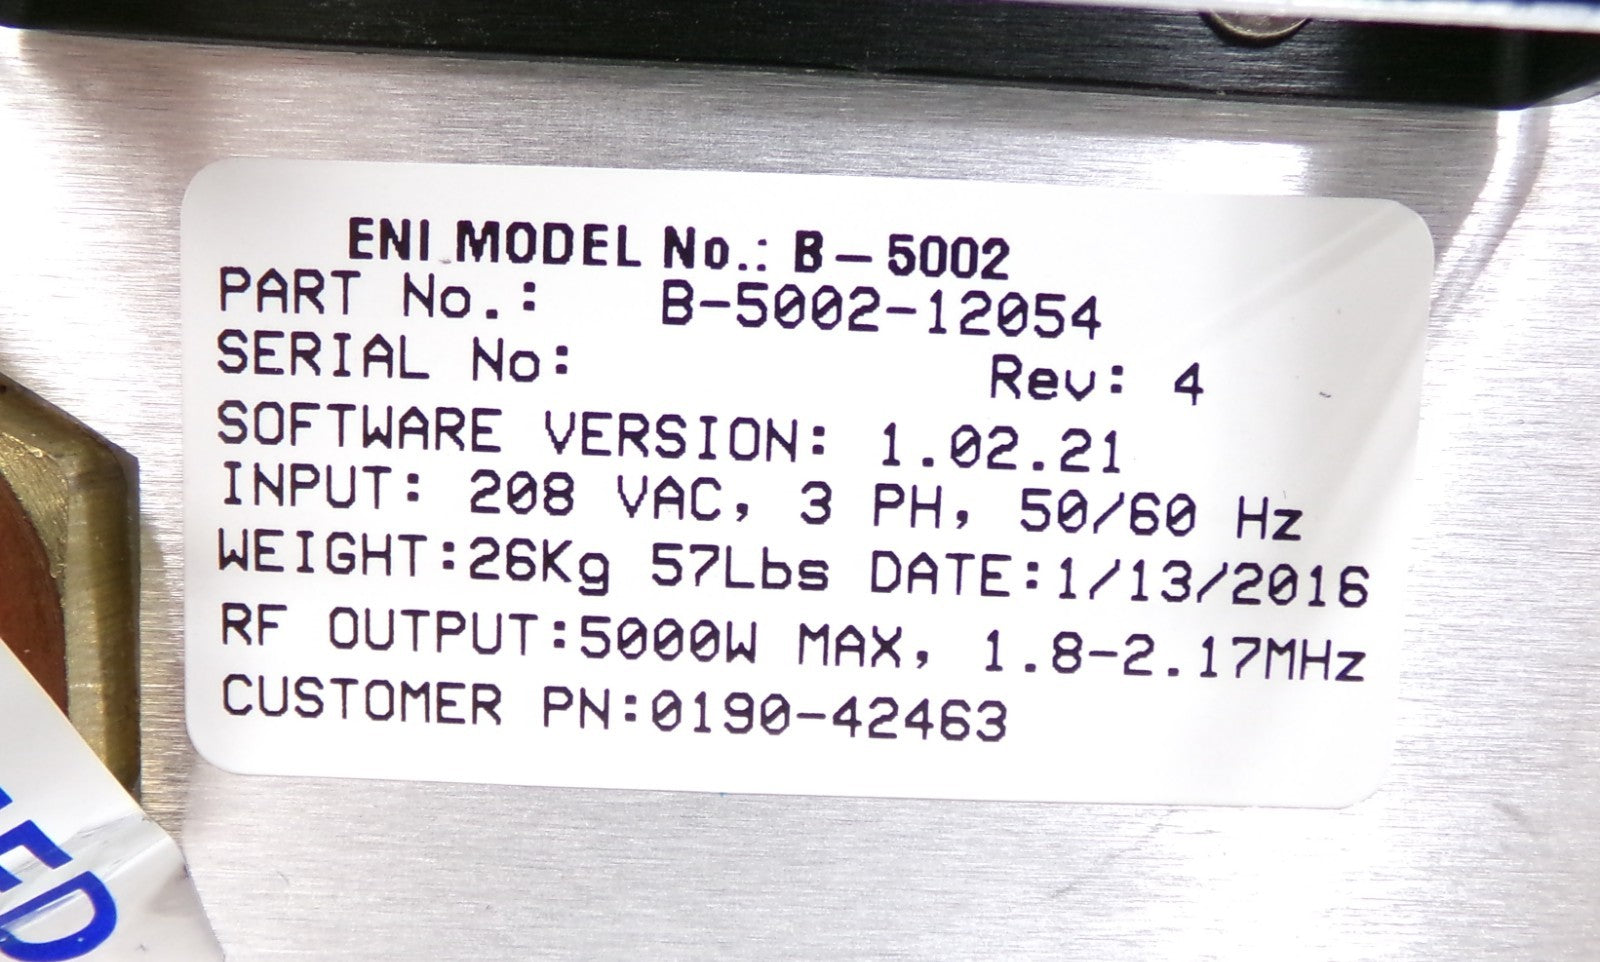 ENI MODEL No.: B-5002
PART No.: B-5002-12054
SERIAL No: Rev: 4
SOFTWARE VERSION: 1.02.21
INPUT: 208 VAC, 3 PH, 50/60 Hz
WEIGHT:26Kg 57Lbs DATE:1/13/2016
RF OUTPUT:5000W MAX, 1.8-2.17MHz
CUSTOMER PN:0190-42463